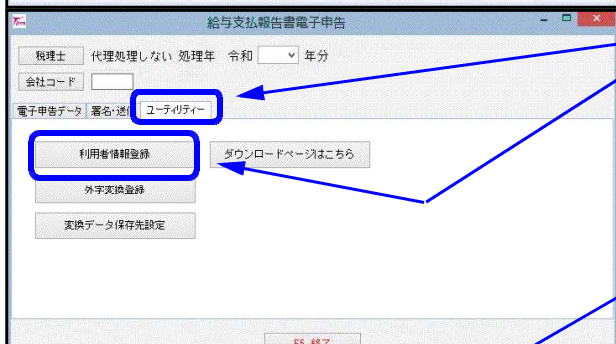 給与支払報告書電子申告
税理士 代理処理しない 処理年 令和 年分
会社コード
電子申告データ 署名・送信 ユーティリティー
利用者情報登録 ダウンロードページはこちら
外字変換登録
変換データ保存先設定
F5 終了